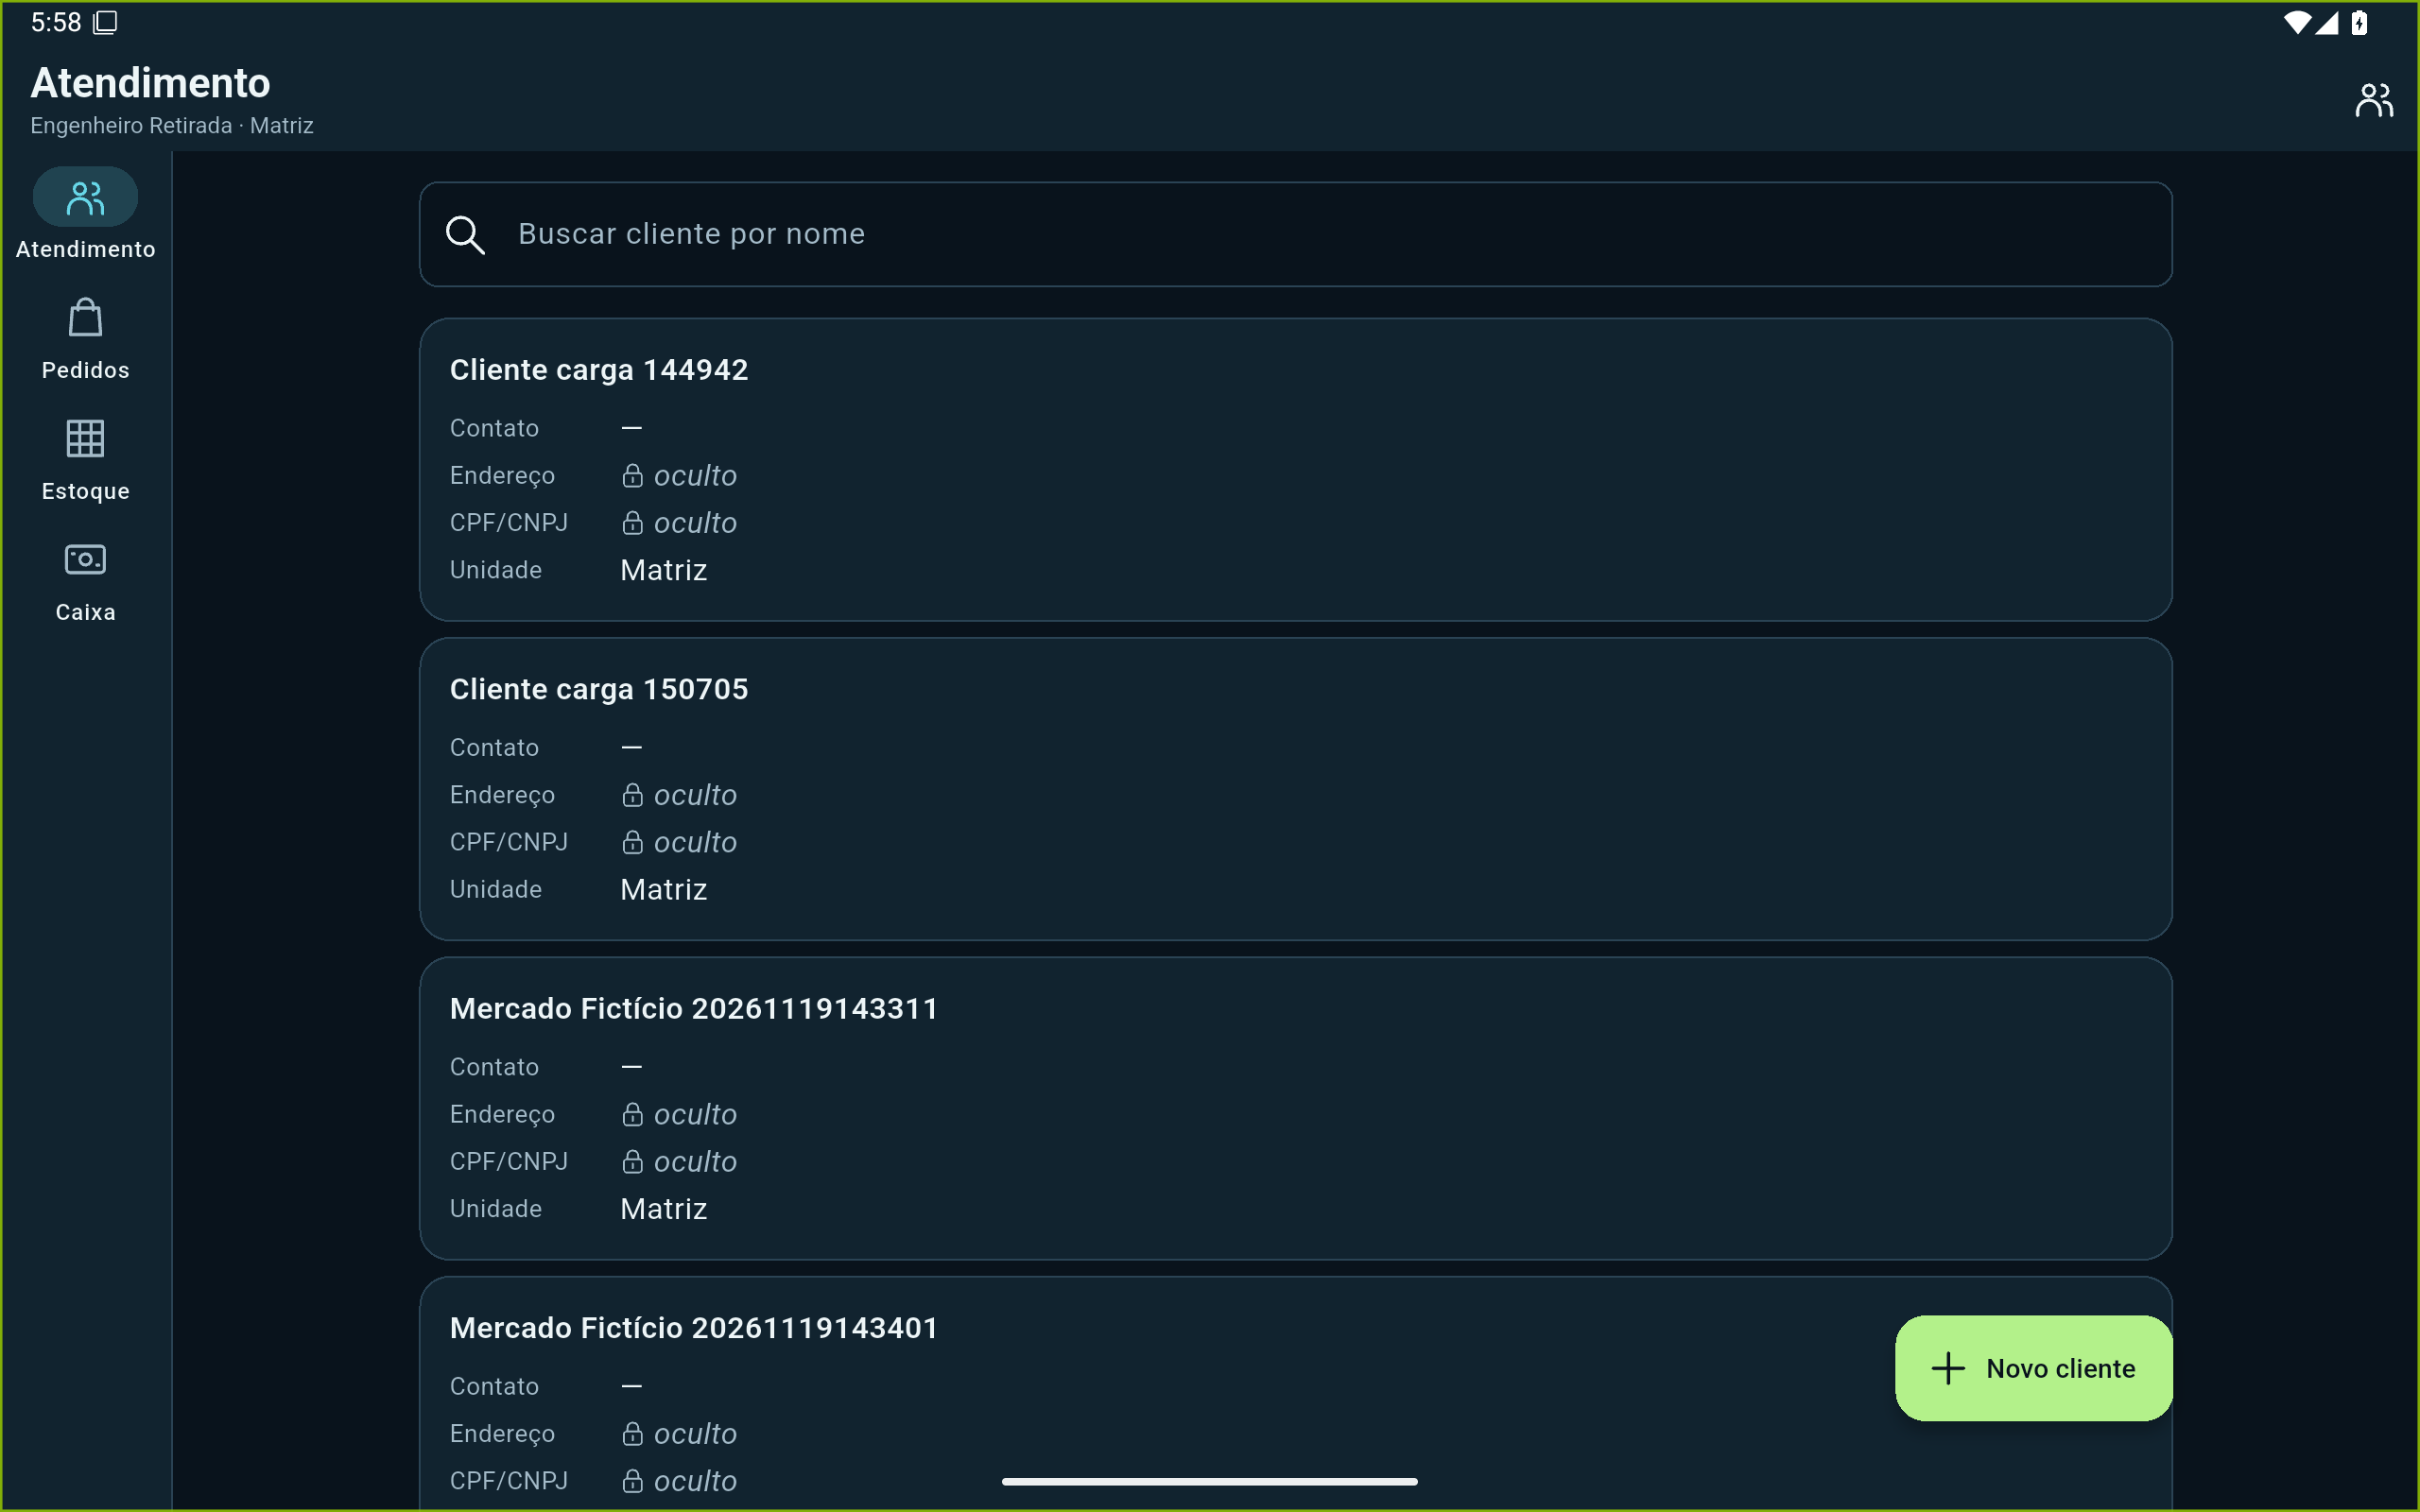 5:58
Atendimento
Engenheiro Retirada · Matriz
Atendimento
Pedidos
Estoque
Caixa
Buscar cliente por nome
Cliente carga 144942
Contato —
Endereço oculto
CPF/CNPJ oculto
Unidade Matriz
Cliente carga 150705
Contato —
Endereço oculto
CPF/CNPJ oculto
Unidade Matriz
Mercado Fictício 20261119143311
Contato —
Endereço oculto
CPF/CNPJ oculto
Unidade Matriz
Mercado Fictício 20261119143401
Contato —
Endereço oculto
CPF/CNPJ oculto
Novo cliente